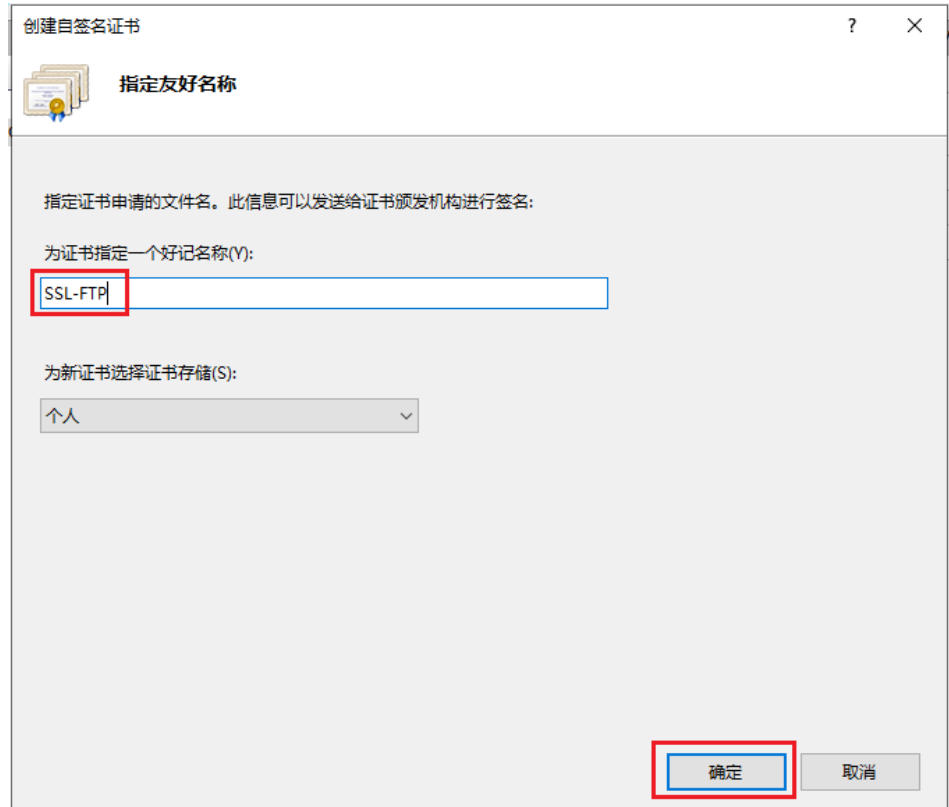 创建自签名证书 ?
指定友好名称
指定证书申请的文件名。此信息可以发送给证书颁发机构进行签名:
为证书指定一个好记名称(Y):
SSL-FTP
为新证书选择证书存储(S):
个人
确定 取消